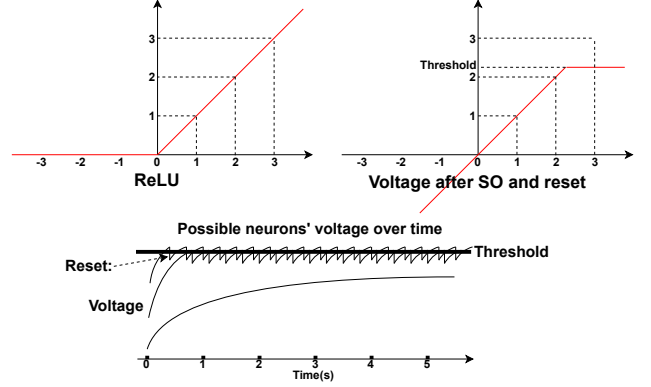 3
2
1
-3 -2 -1 0 1 2 3
ReLU
3
Threshold
2
1
-3 -2 -1 0 1 2 3
Voltage after SO and reset
Possible neurons' voltage over time
Threshold
Reset:
Voltage
0 1 2 3 4 5
Time(s)